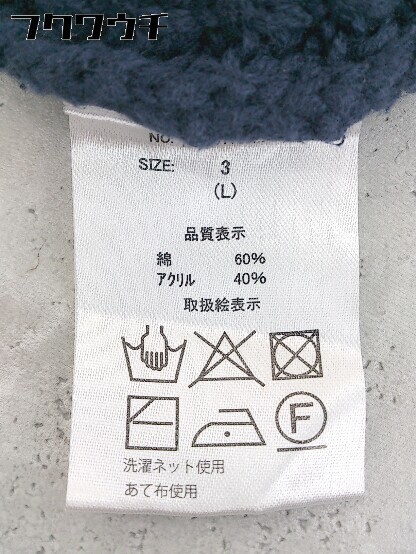 フクワウチ
NO.
SIZE: 3
(L)
品質表示
綿 60%
アクリル 40%
取扱絵表示
F
洗濯ネット使用
あて布使用